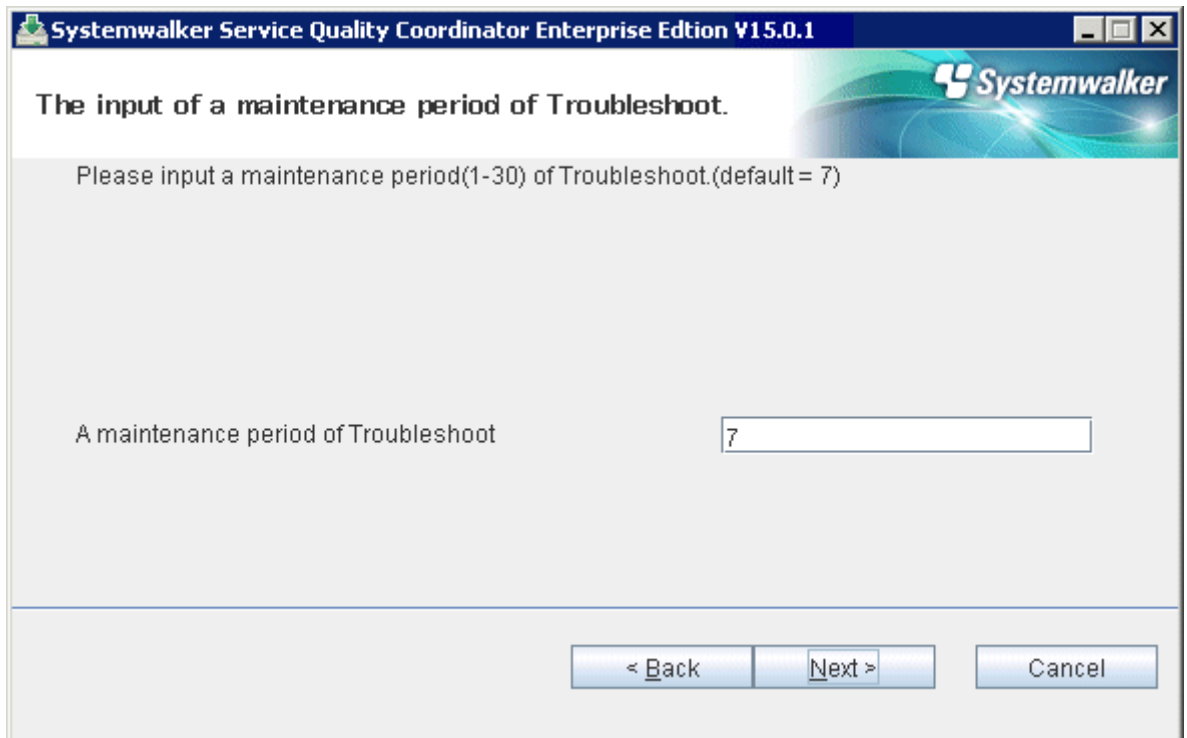 Systemwalker Service Quality Coordinator Enterprise Edtion V15.0.1
Systemwalker
The input of a maintenance period of Troubleshoot.
Please input a maintenance period(1-30) of Troubleshoot.(default = 7)
A maintenance period of Troubleshoot
7
< Back
Next >
Cancel